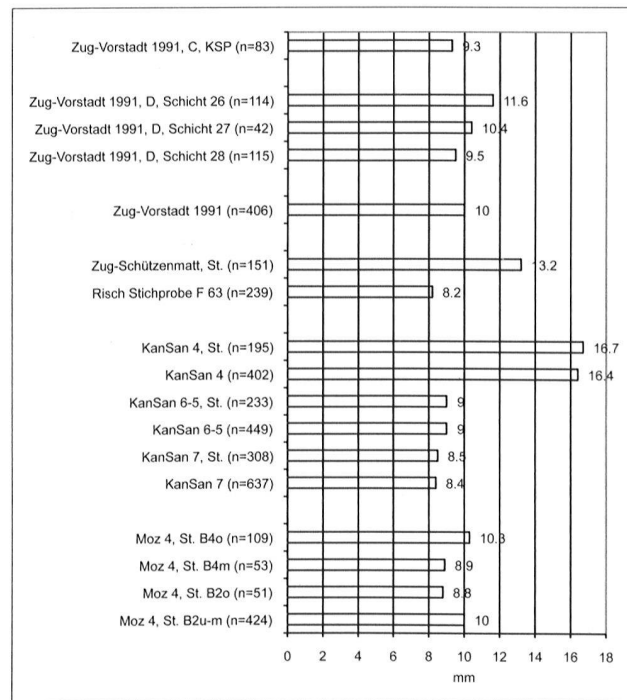 Zug-Vorstadt 1991, C, KSP (n=83) 9.3
Zug-Vorstadt 1991, D, Schicht 26 (n=114) 11.6
Zug-Vorstadt 1991, D, Schicht 27 (n=42) 10.4
Zug-Vorstadt 1991, D, Schicht 28 (n=115) 9.5
Zug-Vorstadt 1991 (n=406) 10
Zug-Schützenmatt, St. (n=151) 13.2
Risch Stichprobe F 63 (n=239) 8.2
KanSan 4, St. (n=195) 16.7
KanSan 4 (n=402) 16.4
KanSan 6-5, St. (n=233) 9
KanSan 6-5 (n=449) 9
KanSan 7, St. (n=308) 8.5
KanSan 7 (n=637) 8.4
Moz 4, St. B4o (n=109) 10.3
Moz 4, St. B4m (n=53) 8.9
Moz 4, St. B2o (n=51) 8.8
Moz 4, St. B2u-m (n=424) 10
0 2 4 6 8 10 12 14 16 18
mm